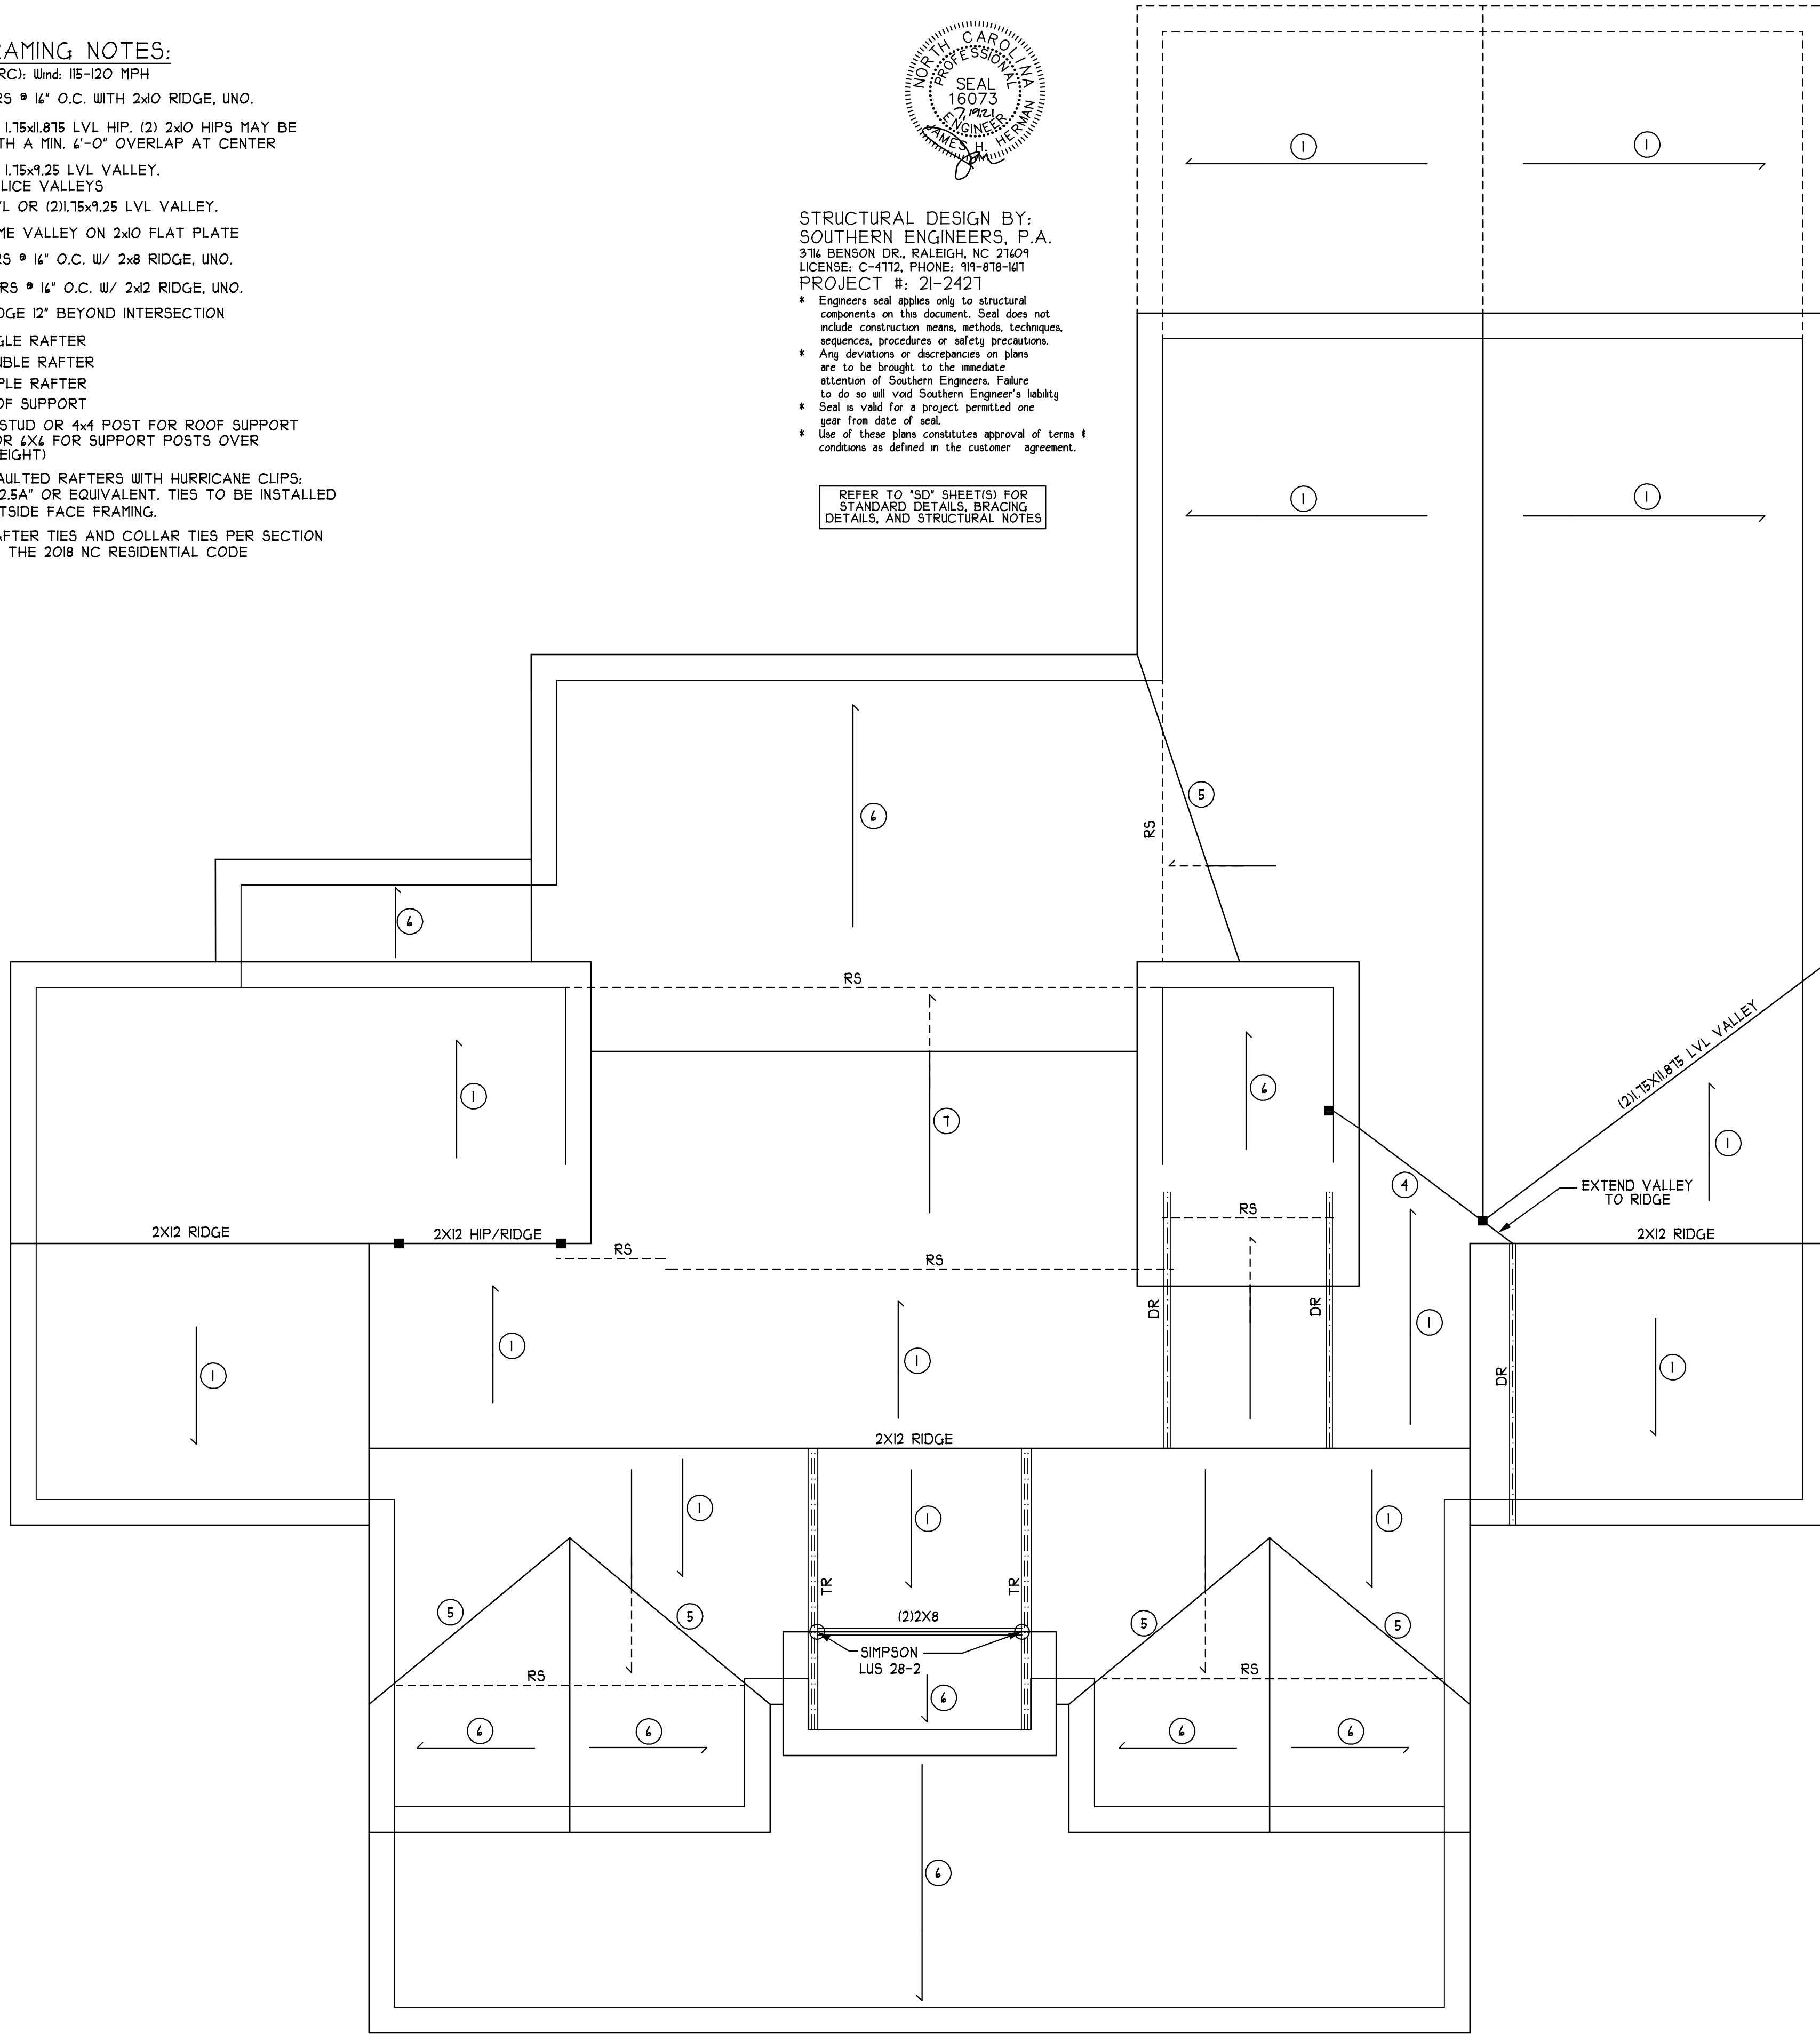 AMING NOTES:
RC): Wind: 115-120 MPH
RS @ 16" O.C. WITH 2x10 RIDGE, UNO.
1.75x11.875 LVL HIP. (2) 2x10 HIPS MAY BE
TH A MIN. 6'-0" OVERLAP AT CENTER
1.75x9.25 LVL VALLEY.
LICE VALLEYS
VL OR (2)1.75x9.25 LVL VALLEY.
ME VALLEY ON 2x10 FLAT PLATE
RS @ 16" O.C. W/ 2x8 RIDGE, UNO.
RS @ 16" O.C. W/ 2x12 RIDGE, UNO.
DGE 12" BEYOND INTERSECTION
GLE RAFTER
UBLE RAFTER
PLE RAFTER
OF SUPPORT
STUD OR 4x4 POST FOR ROOF SUPPORT
OR 6X6 FOR SUPPORT POSTS OVER
EIGHT)
AULTED RAFTERS WITH HURRICANE CLIPS:
2.5A" OR EQUIVALENT. TIES TO BE INSTALLED
TSIDE FACE FRAMING.
AFTER TIES AND COLLAR TIES PER SECTION
THE 2018 NC RESIDENTIAL CODE
NORTH CAROLINA
PROFESSIONAL
SEAL
16073
7.19.21
ENGINEER
JAMES H. HERMAN
STRUCTURAL DESIGN BY:
SOUTHERN ENGINEERS, P.A.
3716 BENSON DR., RALEIGH, NC 27609
LICENSE: C-4772, PHONE: 919-878-1617
PROJECT #: 21-2427
* Engineers seal applies only to structural
components on this document. Seal does not
include construction means, methods, techniques,
sequences, procedures or safety precautions.
* Any deviations or discrepancies on plans
are to be brought to the immediate
attention of Southern Engineers. Failure
to do so will void Southern Engineer's liability
* Seal is valid for a project permitted one
year from date of seal.
* Use of these plans constitutes approval of terms &
conditions as defined in the customer agreement.
REFER TO "SD" SHEET(S) FOR
STANDARD DETAILS, BRACING
DETAILS, AND STRUCTURAL NOTES
1
1
1
1
5
RS
6
6
RS
(2)1.75X11.875 LVL VALLEY
1
6
7
1
4
EXTEND VALLEY
TO RIDGE
RS
2X12 RIDGE
2X12 HIP/RIDGE
2X12 RIDGE
RS
RS
DR
DR
1
1
1
1
DR
1
2X12 RIDGE
1
1
1
TR
TR
5
5
(2)2X8
5
5
SIMPSON
LUS 28-2
RS
RS
6
6
6
6
6
6